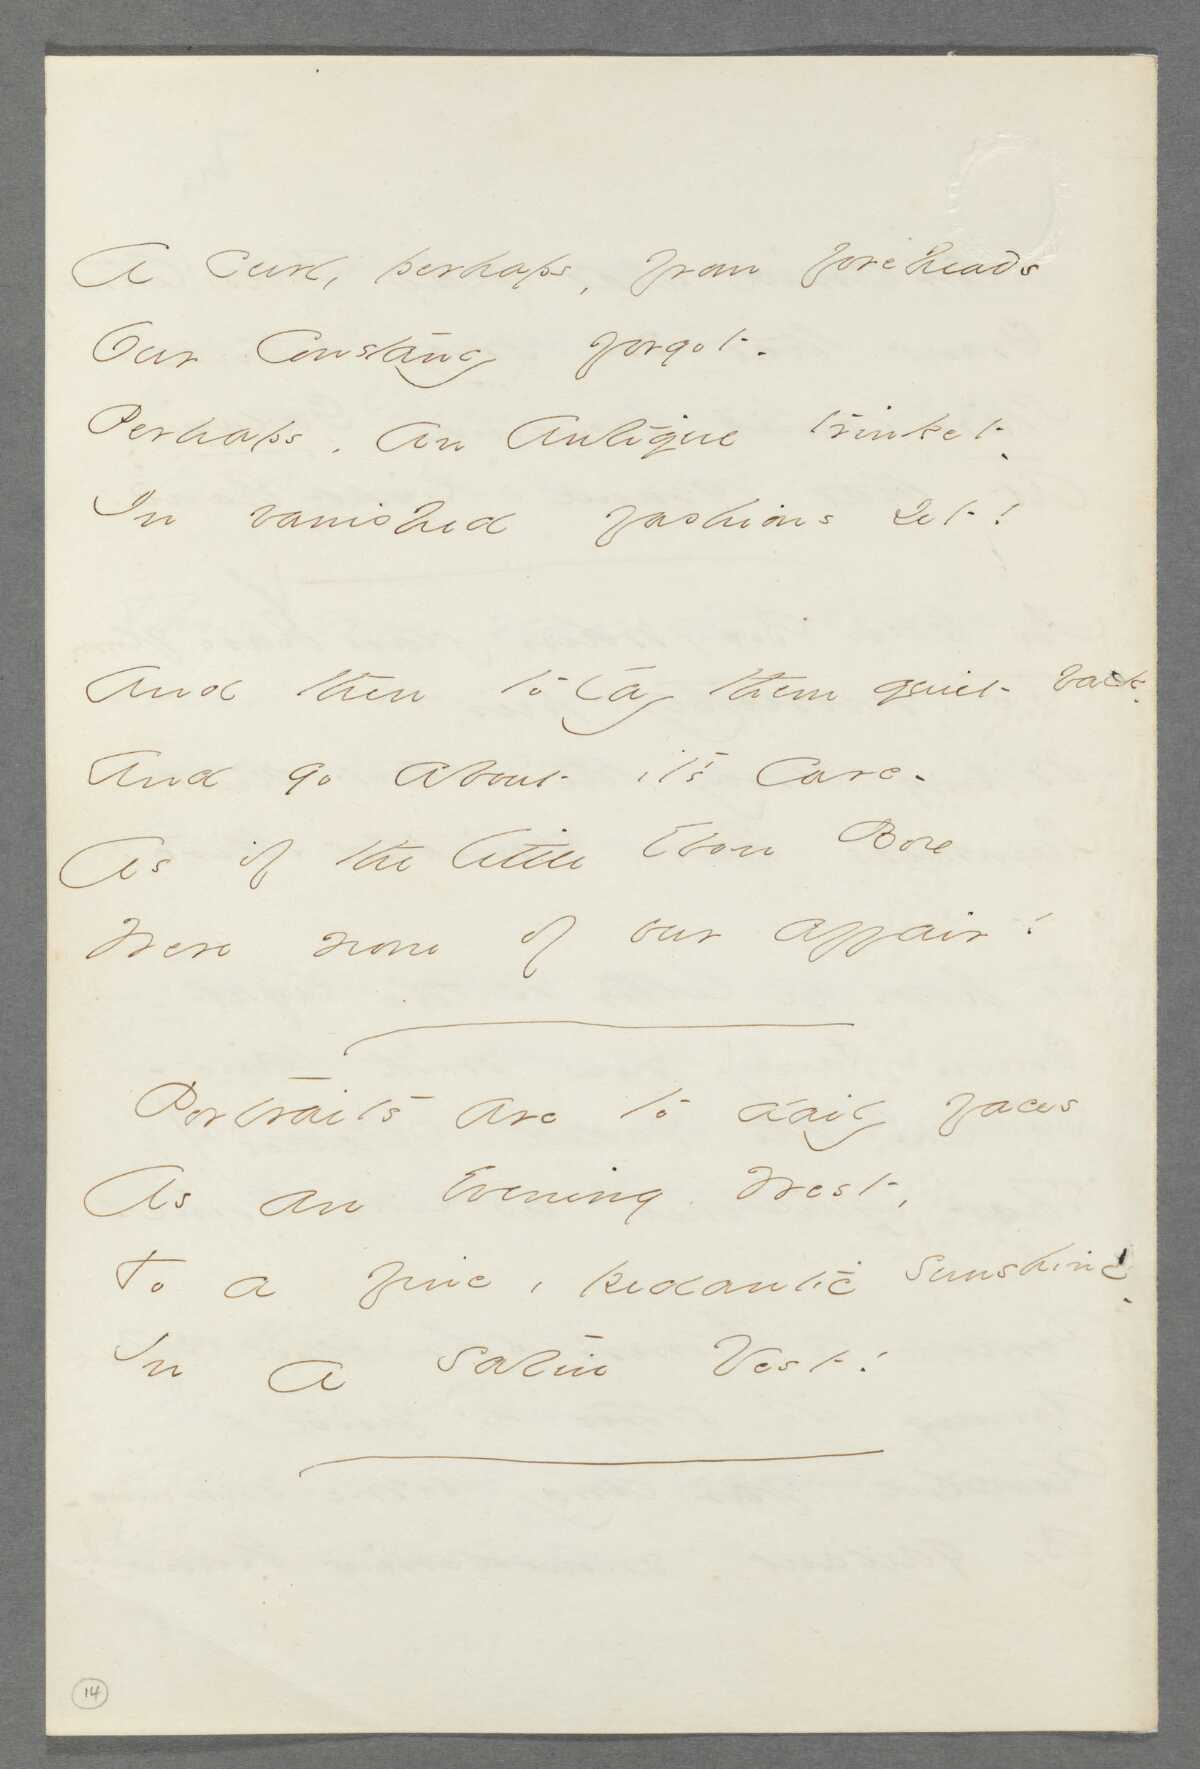 A Curl, perhaps, from foreheads
Our Constancy forgot -
Perhaps, an antique trinket -
In vanished fashions set!
And then to lay them quiet back -
And go about it's care -
As if the little Ebon Box
Were none of our affair!
Portraits are to daily faces
As an Evening West,
To a fine, pedantic sunshine -
In a satin Vest!
14